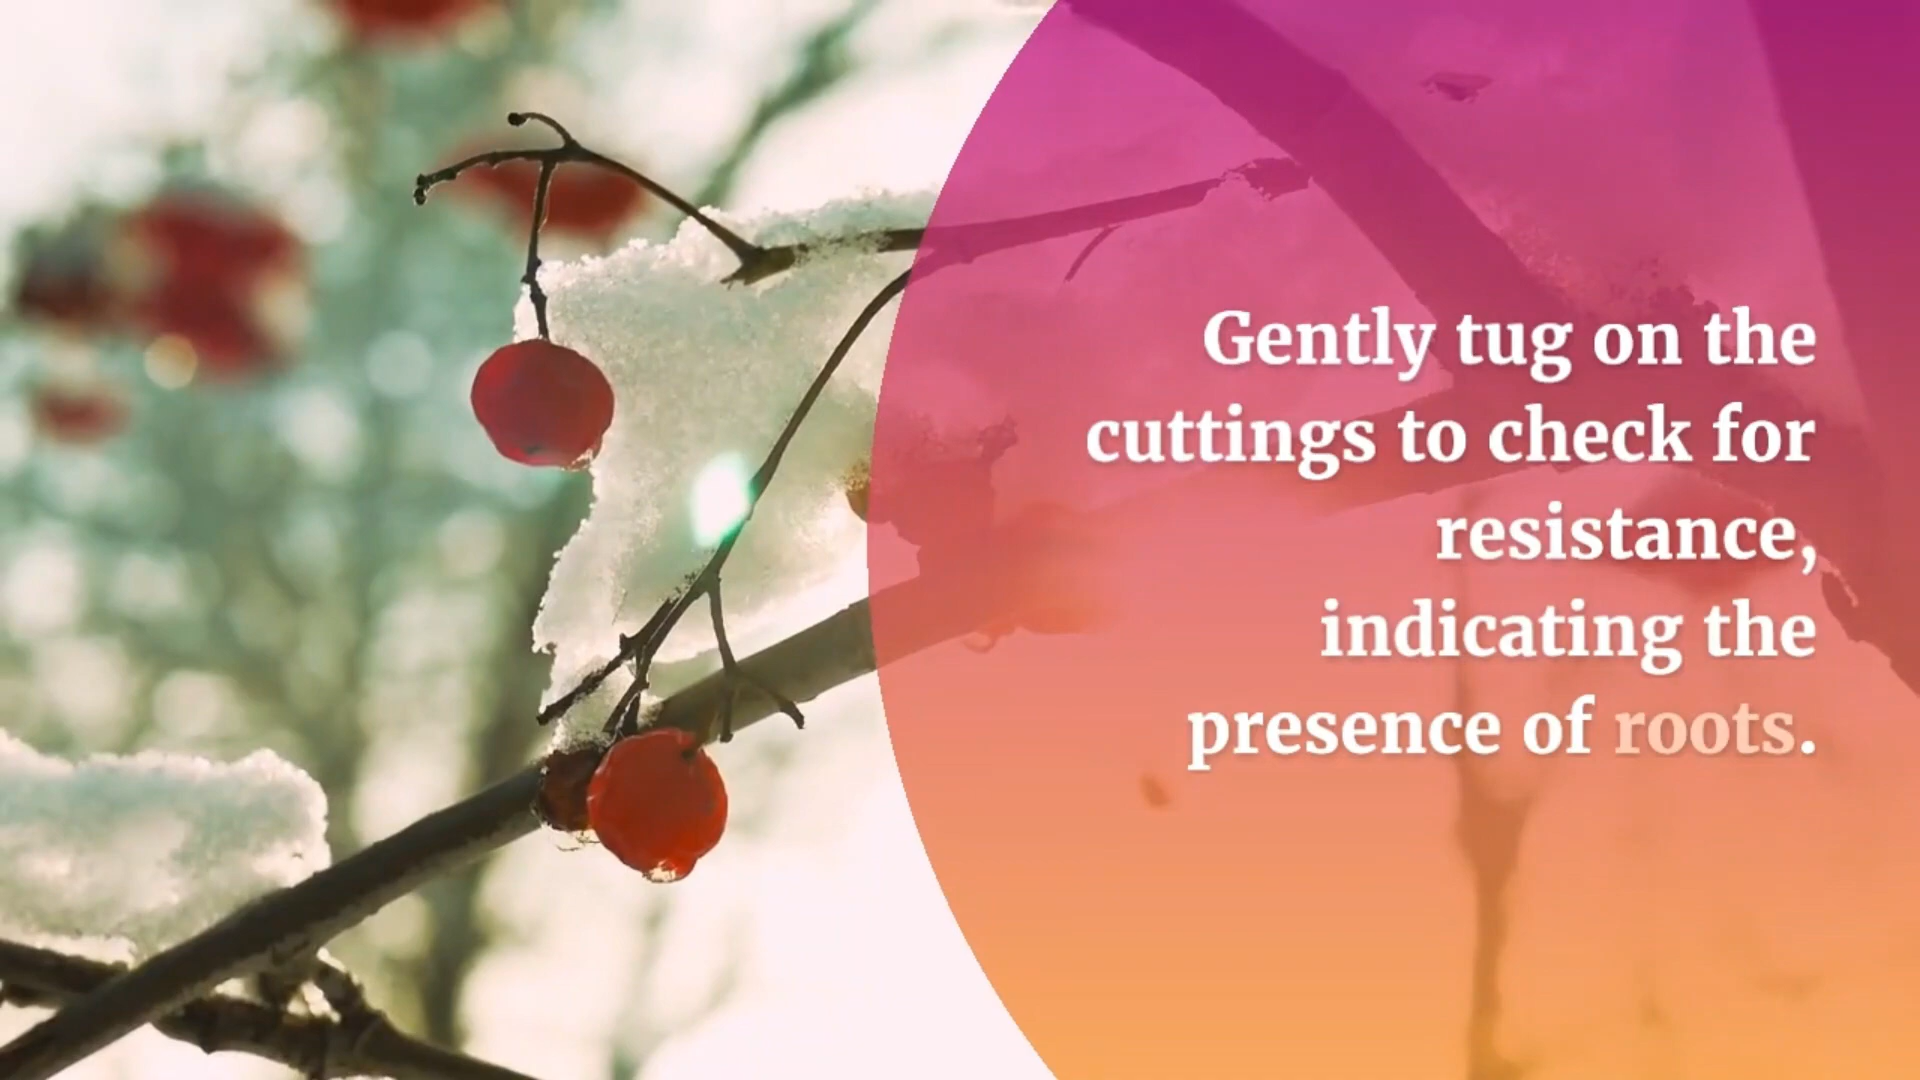 Gently tug on the
cuttings to check for
resistance,
indicating the
presence of roots.